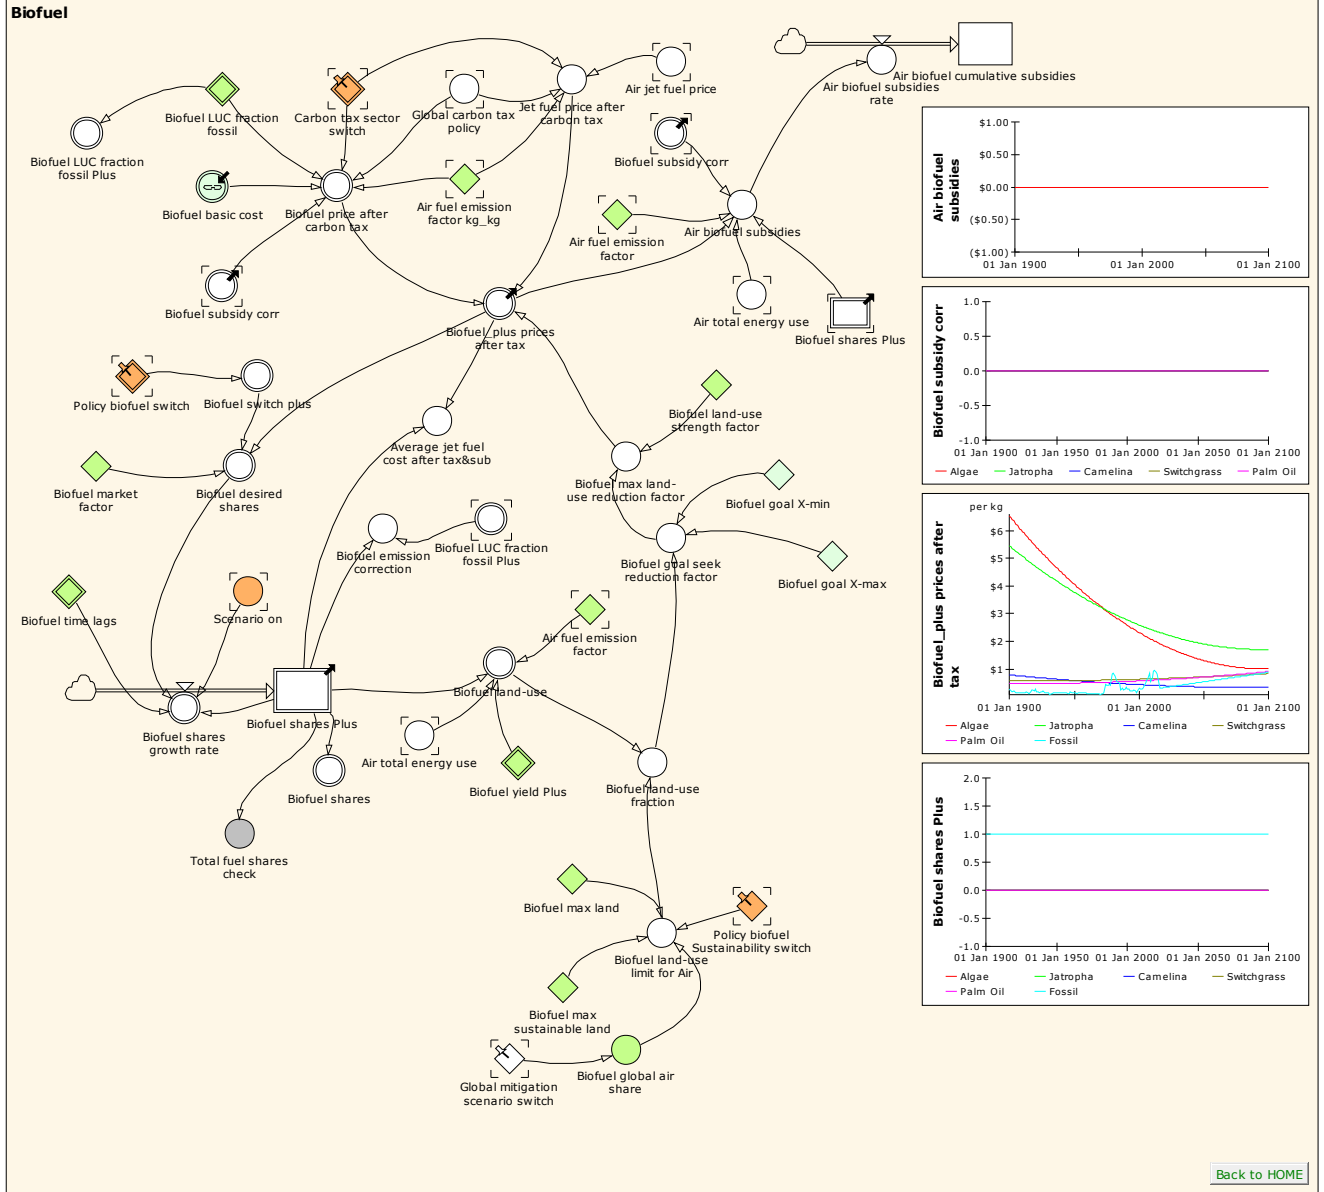 Biofuel
Biofuel LUC fraction
fossil
Carbon tax sector
switch
Global carbon tax
policy
Jet fuel price after
carbon tax
Air jet fuel price
Air biofuel cumulative subsidies
Air biofuel subsidies
rate
Biofuel LUC fraction
fossil Plus
Biofuel subsidy corr
Biofuel basic cost
Biofuel price after
carbon tax
Air fuel emission
factor kg_kg
Air fuel emission
factor
Air biofuel subsidies
Biofuel subsidy corr
Biofuel_plus prices
after tax
Air total energy use
Biofuel shares Plus
Policy biofuel switch
Biofuel switch plus
Biofuel land-use
strength factor
Average jet fuel
cost after tax&sub
Biofuel market
factor
Biofuel desired
shares
Biofuel max land-
use reduction factor
Biofuel goal X-min
Biofuel emission
correction
Biofuel LUC fraction
fossil Plus
Biofuel goal seek
reduction factor
Biofuel goal X-max
Biofuel time lags
Scenario on
Air fuel emission
factor
Biofuel land-use
Biofuel shares Plus
Biofuel shares
growth rate
Air total energy use
Biofuel yield Plus
Biofuel land-use
fraction
Biofuel shares
Total fuel shares
check
Biofuel max land
Policy biofuel
Sustainability switch
Biofuel land-use
limit for Air
Biofuel max
sustainable land
Global mitigation
scenario switch
Biofuel global air
share
Air biofuel
subsidies
$1.00
$0.50
$0.00
($0.50)
($1.00)
01 Jan 1900 01 Jan 2000 01 Jan 2100
Biofuel subsidy corr
1.0
0.5
0.0
-0.5
-1.0
01 Jan 1900 01 Jan 1950 01 Jan 2000 01 Jan 2050 01 Jan 2100
Algae Jatropha Camelina Switchgrass Palm Oil
Biofuel_plus prices after
tax
per kg
$6
$5
$4
$3
$2
$1
01 Jan 1900 01 Jan 2000 01 Jan 2100
Algae Jatropha Camelina Switchgrass
Palm Oil Fossil
Biofuel shares Plus
2.0
1.5
1.0
0.5
0.0
-0.5
-1.0
01 Jan 1900 01 Jan 1950 01 Jan 2000 01 Jan 2050 01 Jan 2100
Algae Jatropha Camelina Switchgrass
Palm Oil Fossil
Back to HOME